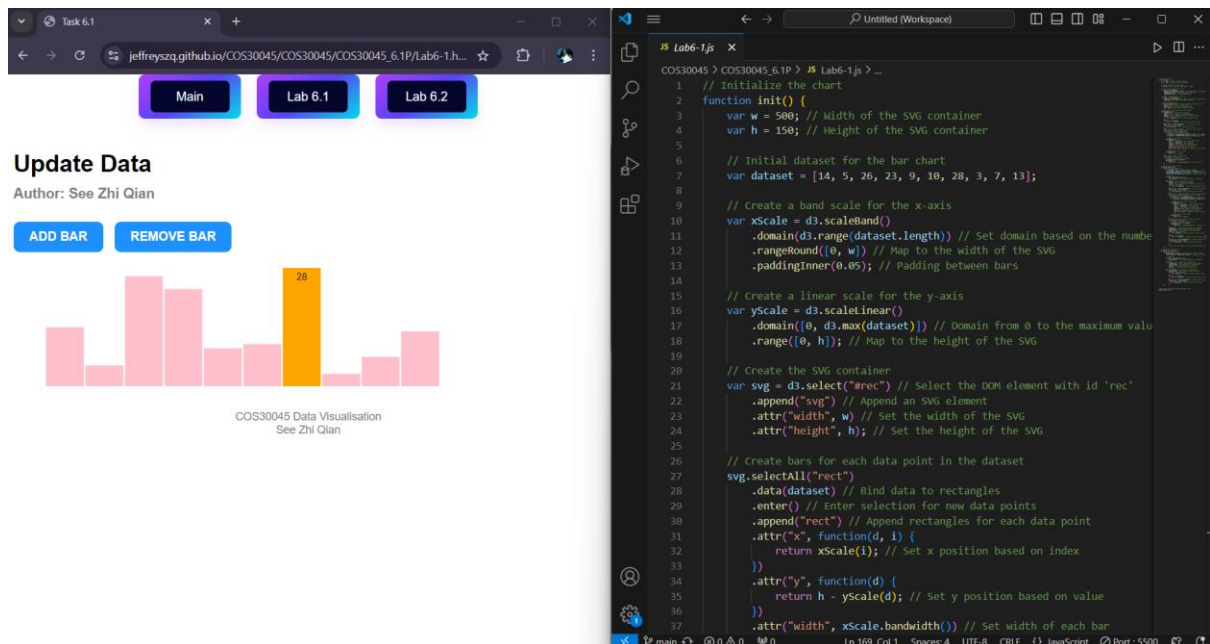 Task 6.1
jeffreyszq.github.io/COS30045/COS30045/COS30045_6.1P/Lab6-1.h...
Main
Lab 6.1
Lab 6.2
Update Data
Author: See Zhi Qian
ADD BAR
REMOVE BAR
28
COS30045 Data Visualisation
See Zhi Qian
Untitled (Workspace)
JS Lab6-1.js
COS30045 > COS30045_6.1P > JS Lab6-1.js > ...
1 // Initialize the chart
2 function init() {
3 var w = 500; // Width of the SVG container
4 var h = 150; // Height of the SVG container
5
6 // Initial dataset for the bar chart
7 var dataset = [14, 5, 26, 23, 9, 10, 28, 3, 7, 13];
8
9 // Create a band scale for the x-axis
10 var xScale = d3.scaleBand()
11 .domain(d3.range(dataset.length)) // Set domain based on the numbe
12 .rangeRound([0, w]) // Map to the width of the SVG
13 .paddingInner(0.05); // Padding between bars
14
15 // Create a linear scale for the y-axis
16 var yScale = d3.scaleLinear()
17 .domain([0, d3.max(dataset)]) // Domain from 0 to the maximum valu
18 .range([0, h]); // Map to the height of the SVG
19
20 // Create the SVG container
21 var svg = d3.select("#rec") // Select the DOM element with id 'rec'
22 .append("svg") // Append an SVG element
23 .attr("width", w) // Set the width of the SVG
24 .attr("height", h); // Set the height of the SVG
25
26 // Create bars for each data point in the dataset
27 svg.selectAll("rect")
28 .data(dataset) // Bind data to rectangles
29 .enter() // Enter selection for new data points
30 .append("rect") // Append rectangles for each data point
31 .attr("x", function(d, i) {
32 return xScale(i); // Set x position based on index
33 })
34 .attr("y", function(d) {
35 return h - yScale(d); // Set y position based on value
36 })
37 .attr("width", xScale.bandwidth()) // Set width of each bar
main 0 0 0 Ln 169, Col 1 Spaces: 4 UTF-8 CRLF {} JavaScript Port : 5500